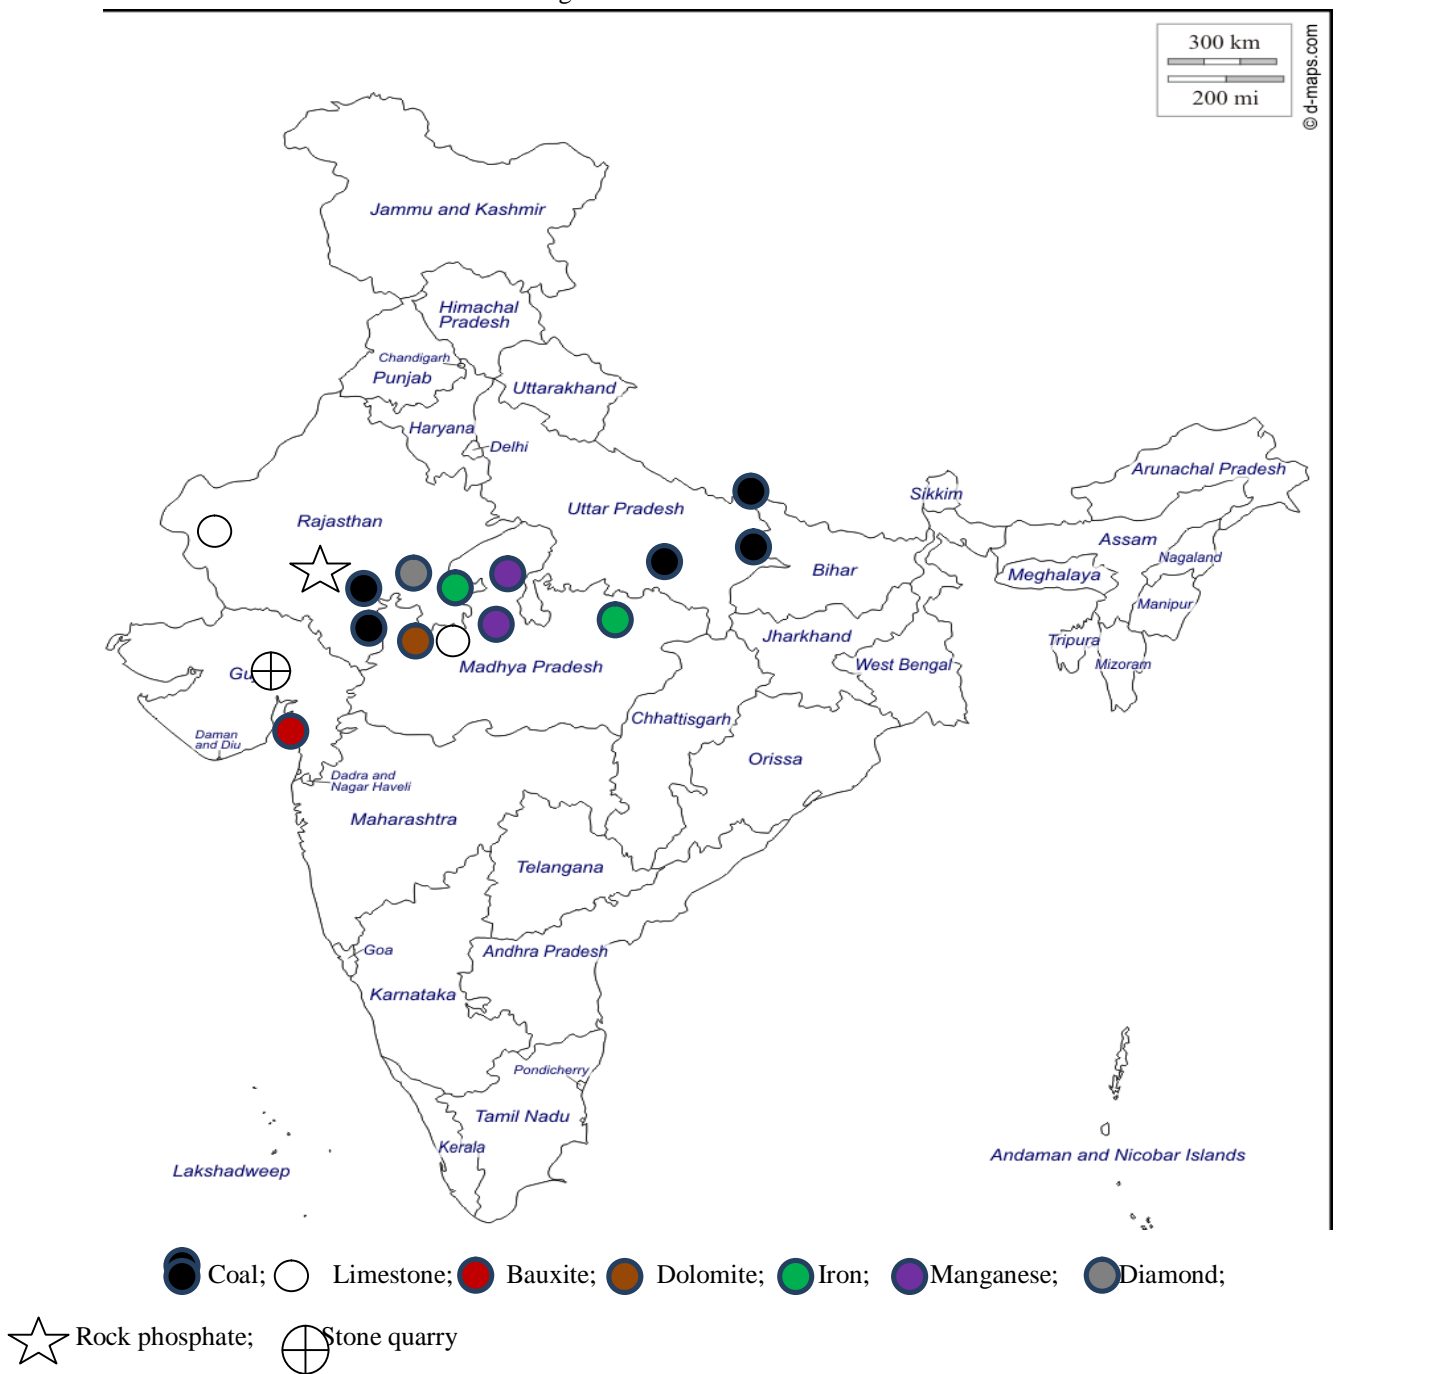 300 km
200 mi
© d-maps.com
Jammu and Kashmir
Himachal
Pradesh
Chandigarh
Punjab
Uttarakhand
Haryana
Delhi
Arunachal Pradesh
Sikkim
Uttar Pradesh
Rajasthan
Assam
Nagaland
Bihar
Meghalaya
Manipur
Jharkhand
Tripura
West Bengal
Mizoram
Madhya Pradesh
Gu
Chhattisgarh
Daman
and Diu
Orissa
Dadra and
Nagar Haveli
Maharashtra
Telangana
Goa
Andhra Pradesh
Karnataka
Pondicherry
Tamil Nadu
Kerala
Andaman and Nicobar Islands
Lakshadweep
Coal; Limestone; Bauxite; Dolomite; Iron; Manganese; Diamond;
Rock phosphate; Stone quarry